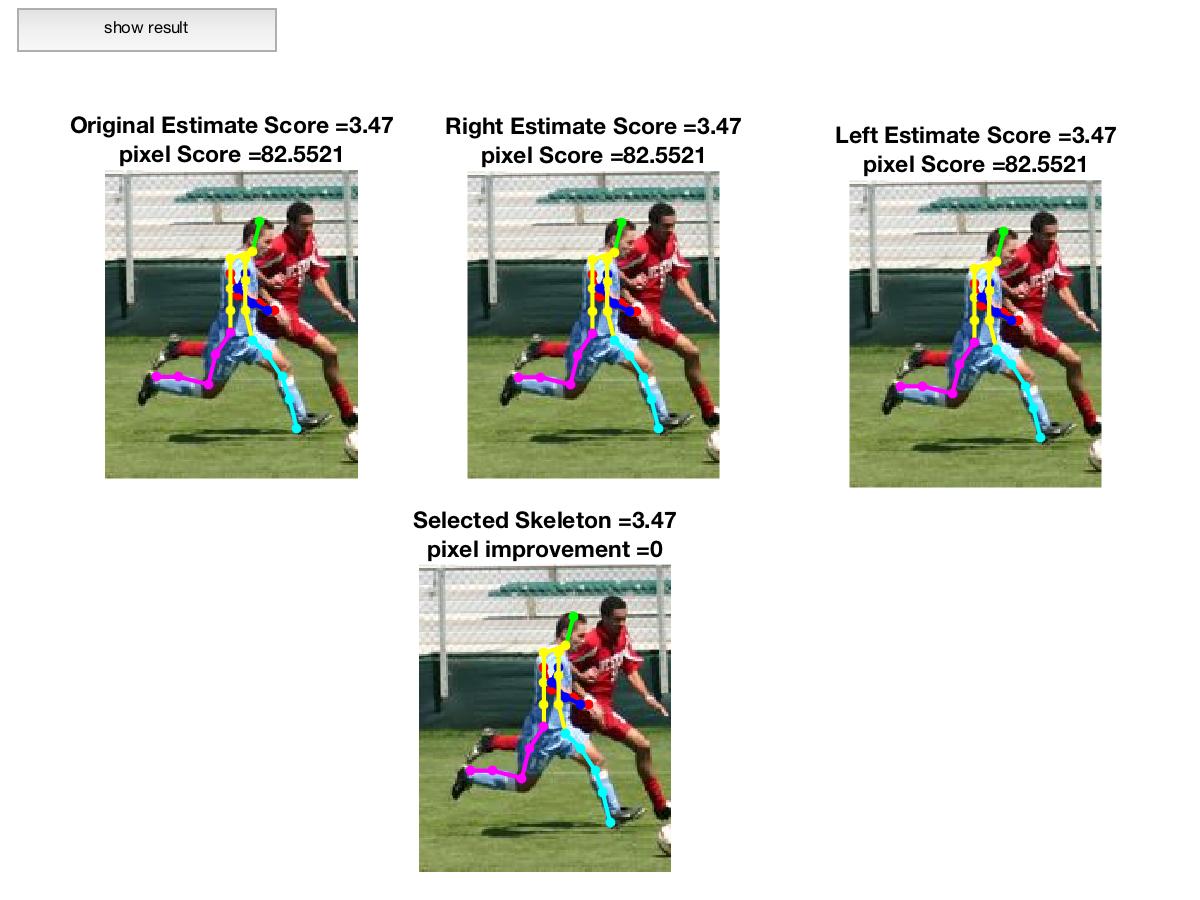 show result
Original Estimate Score =3.47
pixel Score =82.5521
Right Estimate Score =3.47
pixel Score =82.5521
Left Estimate Score =3.47
pixel Score =82.5521
Selected Skeleton =3.47
pixel improvement =0